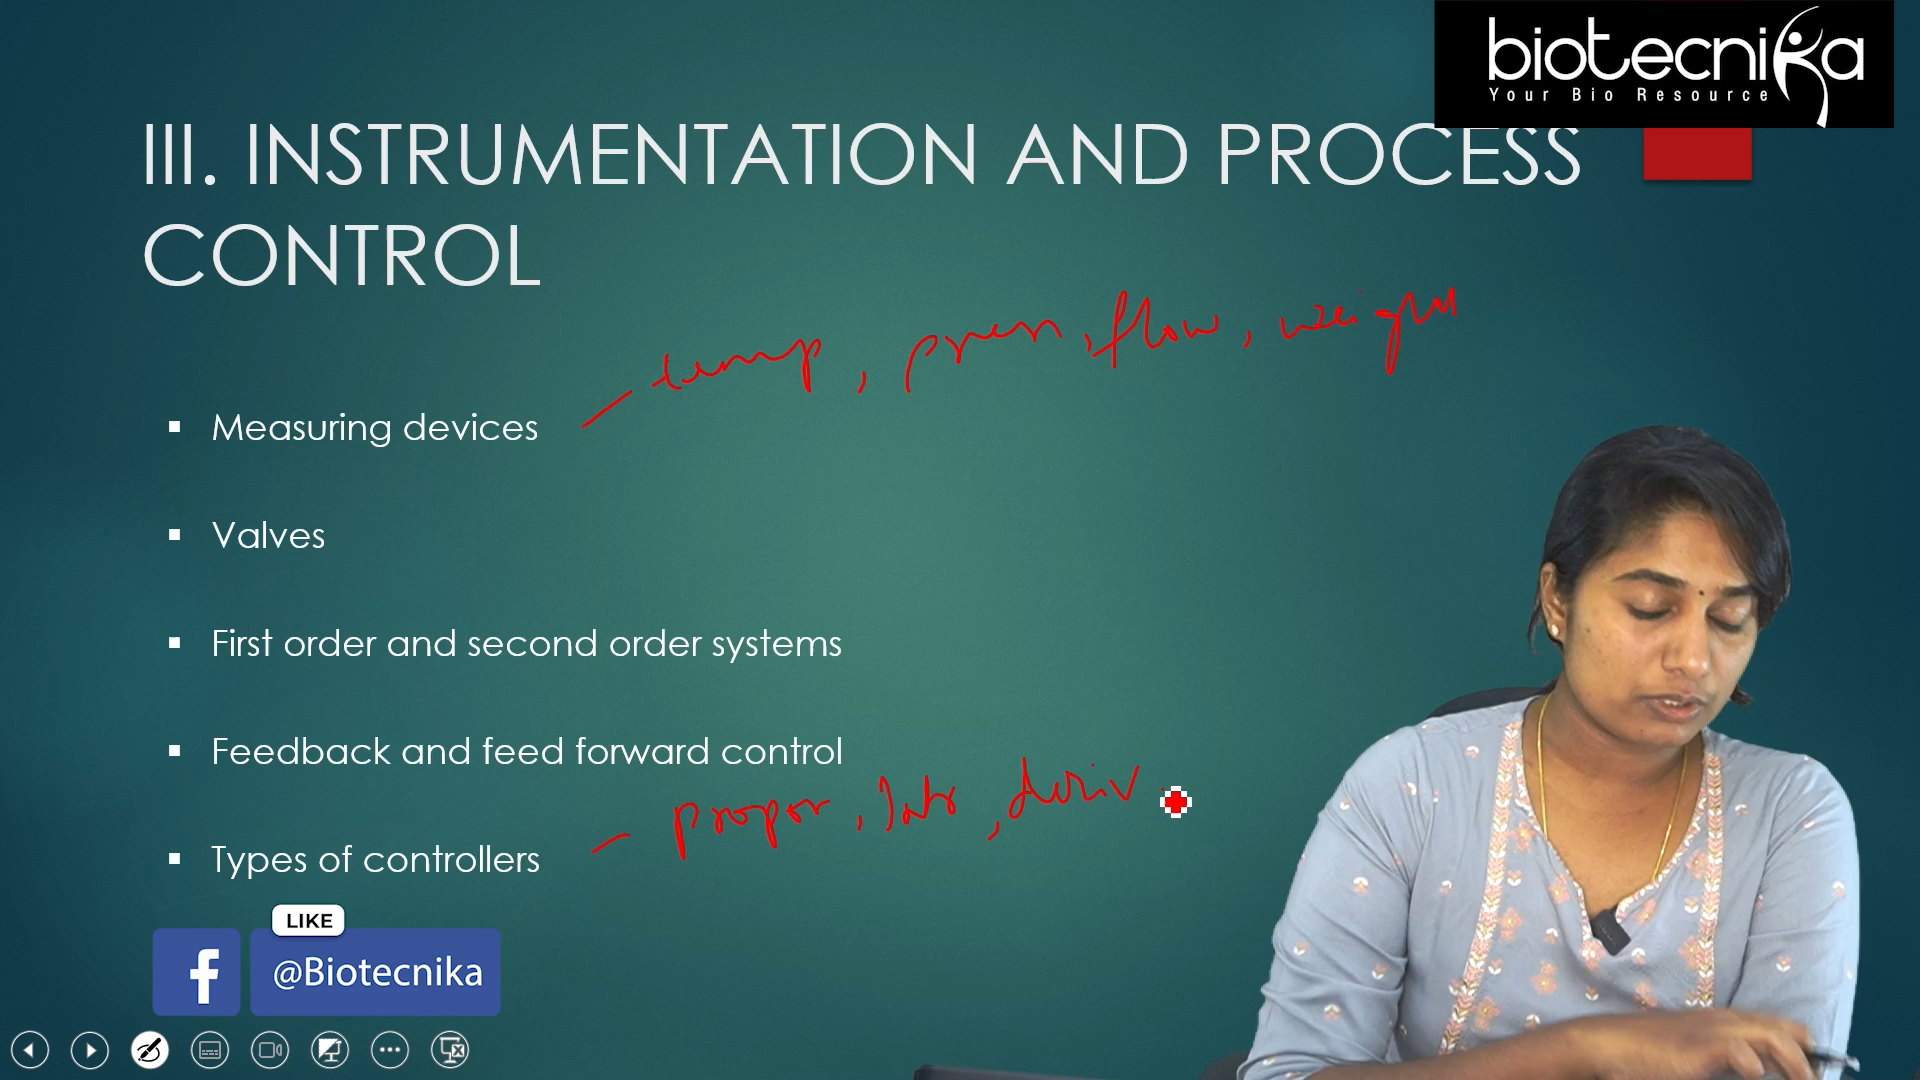 biotecnika
Your Bio Resource
III. INSTRUMENTATION AND PROCESS
CONTROL
temp, press, flow, weight
▪ Measuring devices
▪ Valves
▪ First order and second order systems
▪ Feedback and feed forward control
propor, deriv
▪ Types of controllers
LIKE
f @Biotecnika